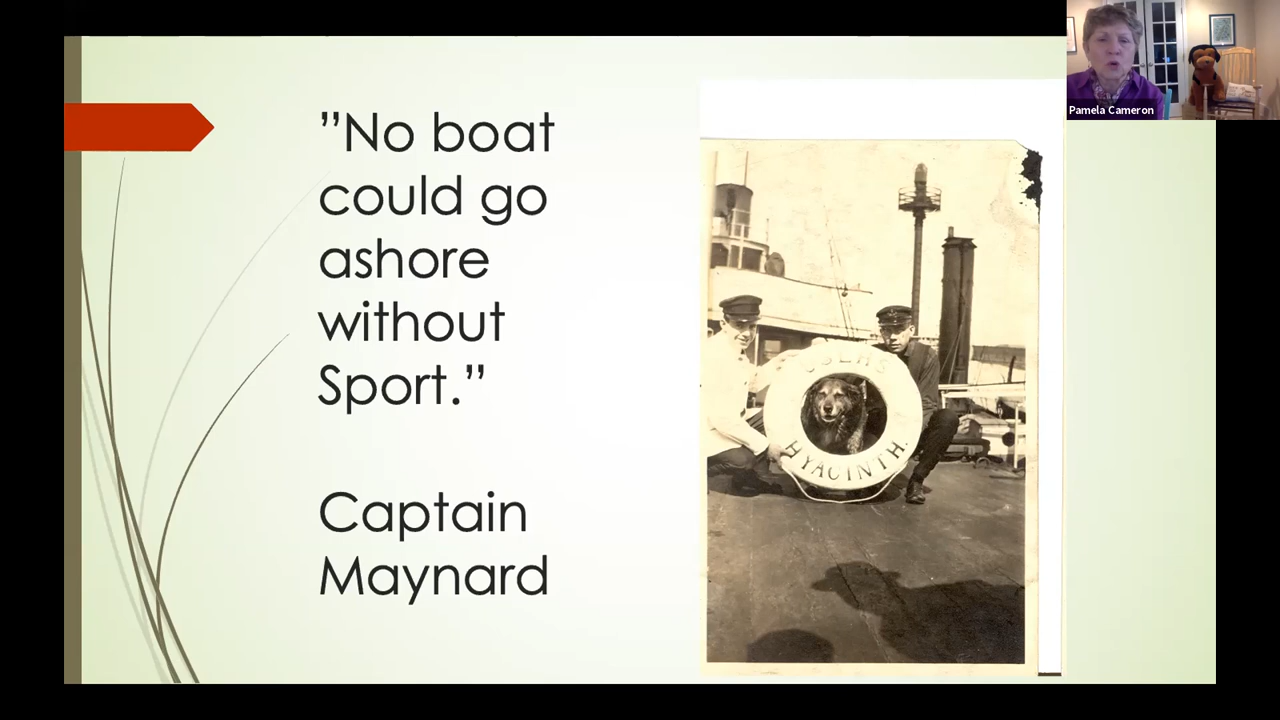 ”No boat
could go
ashore
without
Sport.”
Captain
Maynard
USLHS
HYACINTH.
Pamela Cameron